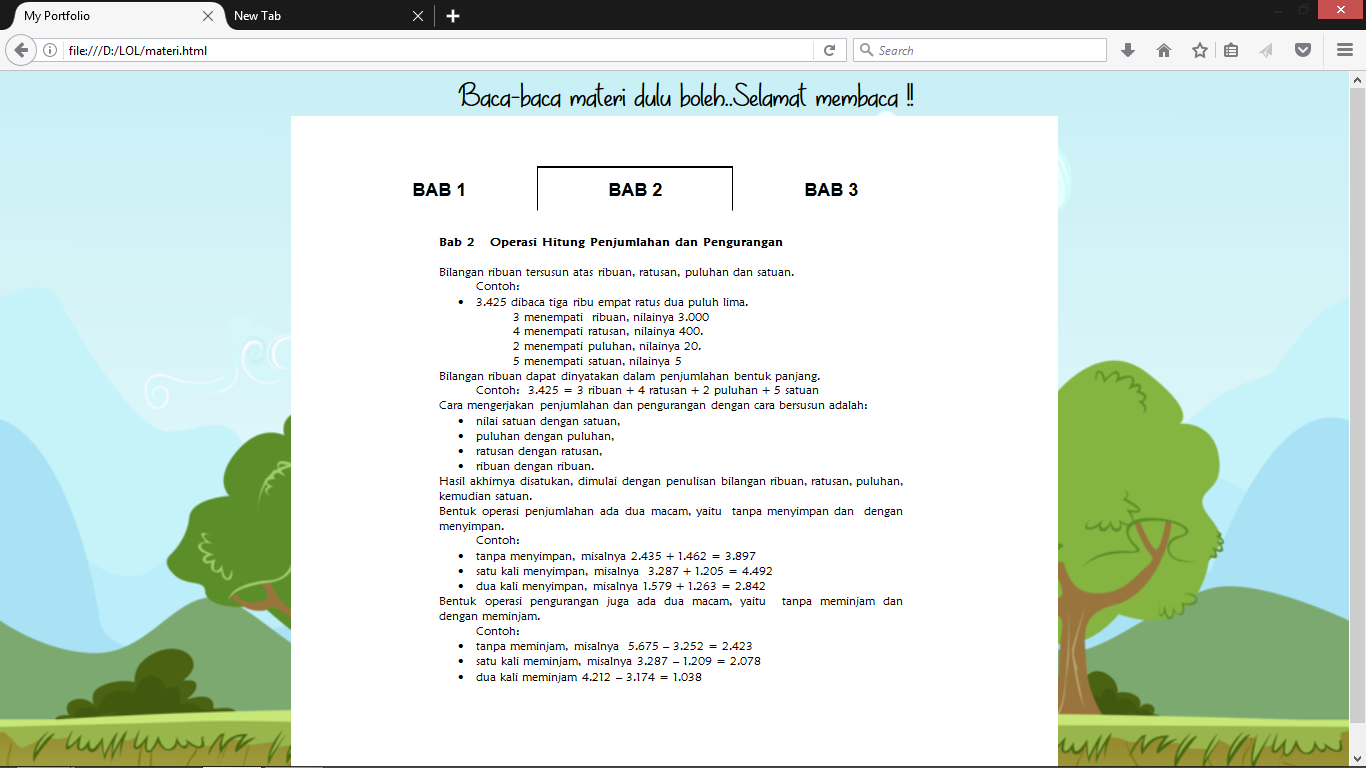 My Portfolio
New Tab
file:///D:/LOL/materi.html
Search
Baca-baca materi dulu boleh..Selamat membaca !!
BAB 1
BAB 2
BAB 3
Bab 2 Operasi Hitung Penjumlahan dan Pengurangan
Bilangan ribuan tersusun atas ribuan, ratusan, puluhan dan satuan.
Contoh:
• 3.425 dibaca tiga ribu empat ratus dua puluh lima.
3 menempati ribuan, nilainya 3.000
4 menempati ratusan, nilainya 400.
2 menempati puluhan, nilainya 20.
5 menempati satuan, nilainya 5
Bilangan ribuan dapat dinyatakan dalam penjumlahan bentuk panjang.
Contoh: 3.425 = 3 ribuan + 4 ratusan + 2 puluhan + 5 satuan
Cara mengerjakan penjumlahan dan pengurangan dengan cara bersusun adalah:
• nilai satuan dengan satuan,
• puluhan dengan puluhan,
• ratusan dengan ratusan,
• ribuan dengan ribuan.
Hasil akhirnya disatukan, dimulai dengan penulisan bilangan ribuan, ratusan, puluhan,
kemudian satuan.
Bentuk operasi penjumlahan ada dua macam, yaitu tanpa menyimpan dan dengan
menyimpan.
Contoh:
• tanpa menyimpan, misalnya 2.435 + 1.462 = 3.897
• satu kali menyimpan, misalnya 3.287 + 1.205 = 4.492
• dua kali menyimpan, misalnya 1.579 + 1.263 = 2.842
Bentuk operasi pengurangan juga ada dua macam, yaitu tanpa meminjam dan
dengan meminjam.
Contoh:
• tanpa meminjam, misalnya 5.675 – 3.252 = 2.423
• satu kali meminjam, misalnya 3.287 – 1.209 = 2.078
• dua kali meminjam 4.212 – 3.174 = 1.038